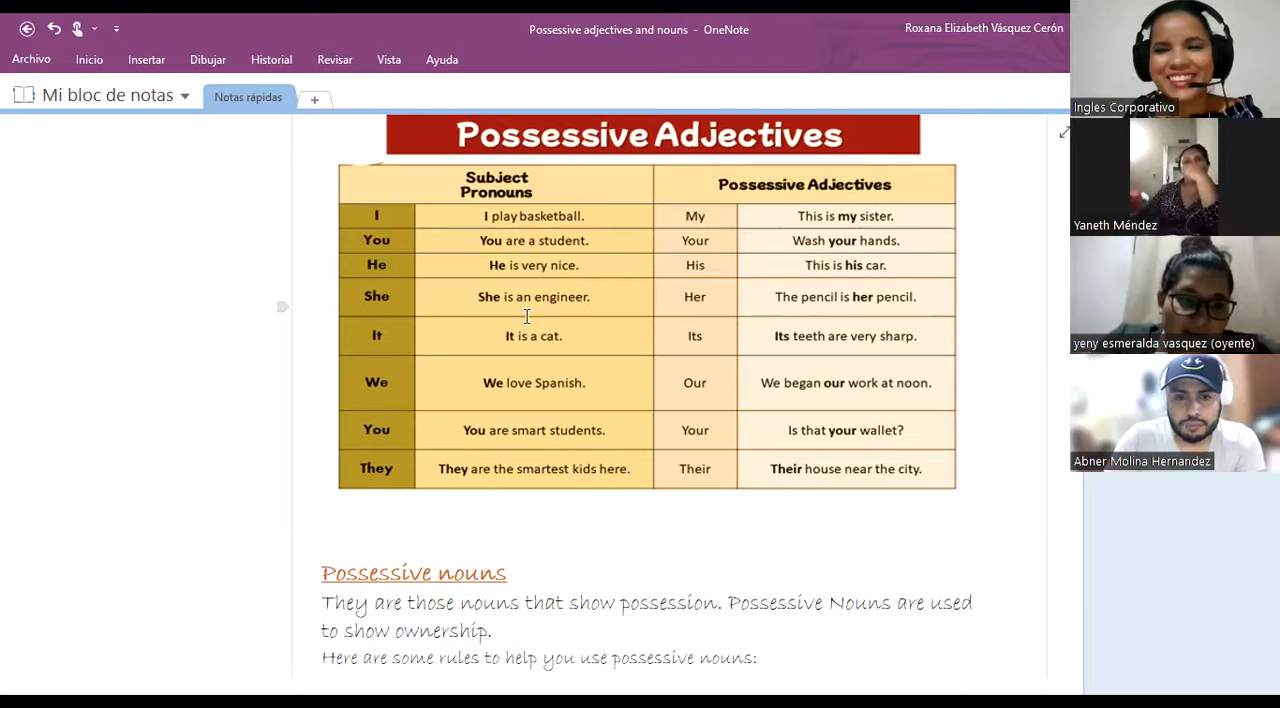 Possessive adjectives and nouns - OneNote
Roxana Elizabeth Vásquez Cerón
Archivo Inicio Insertar Dibujar Historial Revisar Vista Ayuda
Mi bloc de notas Notas rápidas
Possessive Adjectives
Subject
Pronouns
Possessive Adjectives
I I play basketball. My This is my sister.
You You are a student. Your Wash your hands.
He He is very nice. His This is his car.
She She is an engineer. Her The pencil is her pencil.
It It is a cat. Its Its teeth are very sharp.
We We love Spanish. Our We began our work at noon.
You You are smart students. Your Is that your wallet?
They They are the smartest kids here. Their Their house near the city.
Possessive nouns
They are those nouns that show possession. Possessive Nouns are used
to show ownership.
Here are some rules to help you use possessive nouns:
Ingles Corporativo
Yaneth Méndez
yeny esmeralda vasquez (oyente)
Abner Molina Hernandez